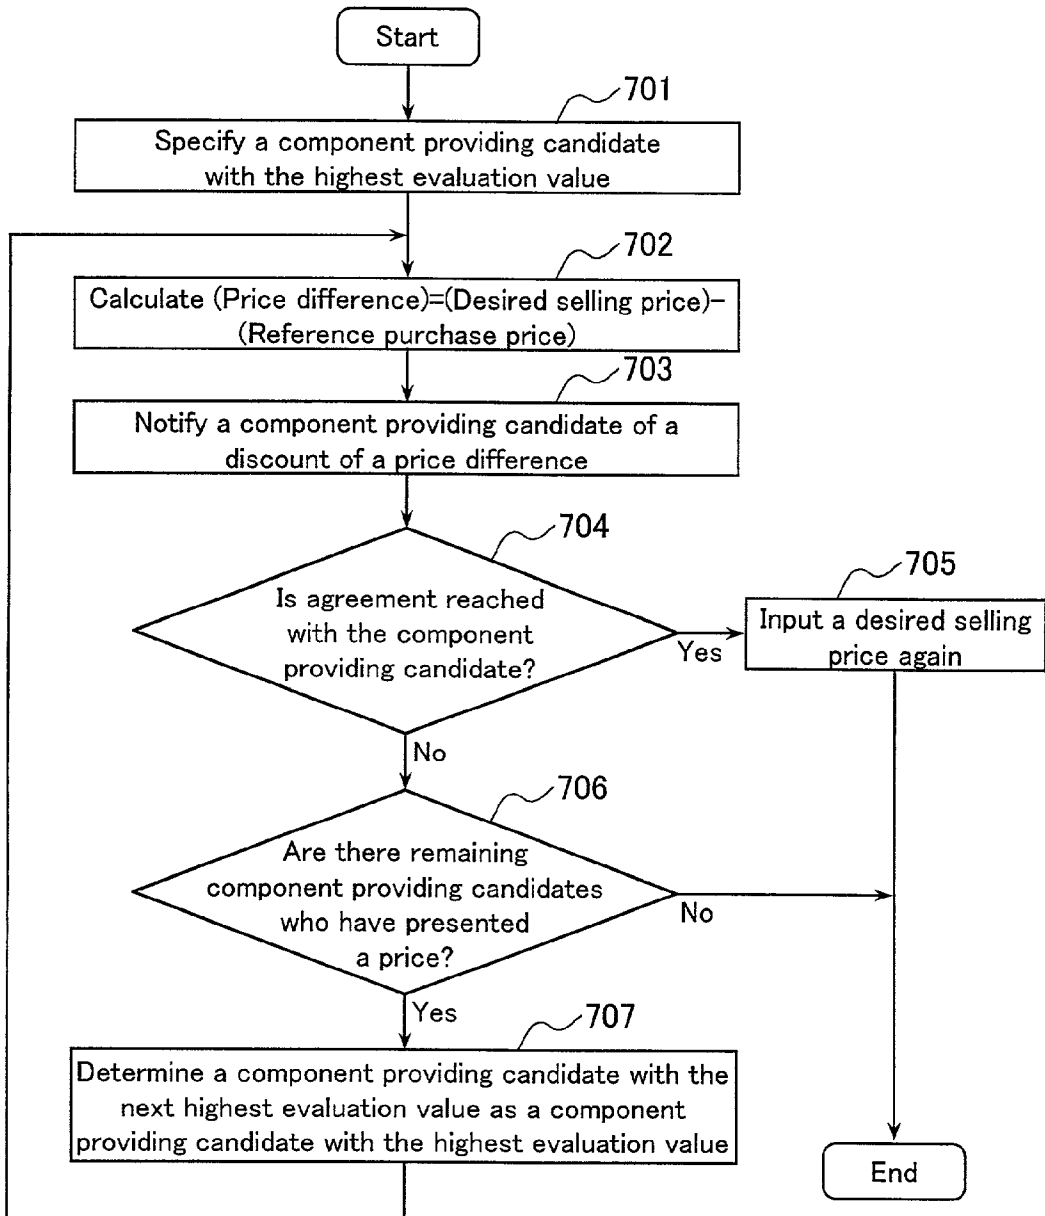 Start
701
Specify a component providing candidate
with the highest evaluation value
702
Calculate (Price difference)=(Desired selling price)-
(Reference purchase price)
703
Notify a component providing candidate of a
discount of a price difference
704
Is agreement reached
with the component
providing candidate?
Yes
705
Input a desired selling
price again
No
706
Are there remaining
component providing candidates
who have presented
a price?
No
Yes
707
Determine a component providing candidate with the
next highest evaluation value as a component
providing candidate with the highest evaluation value
End